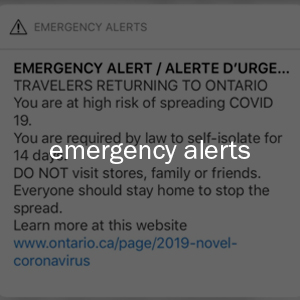 EMERGENCY ALERTS
EMERGENCY ALERT / ALERTE D'URGE...
TRAVELERS RETURNING TO ONTARIO
You are at high risk of spreading COVID
19.
You are required by law to self-isolate for
14 days.
DO NOT visit stores, family or friends.
Everyone should stay home to stop the
spread.
Learn more at this website
www.ontario.ca/page/2019-novel-
coronavirus
emergency alerts